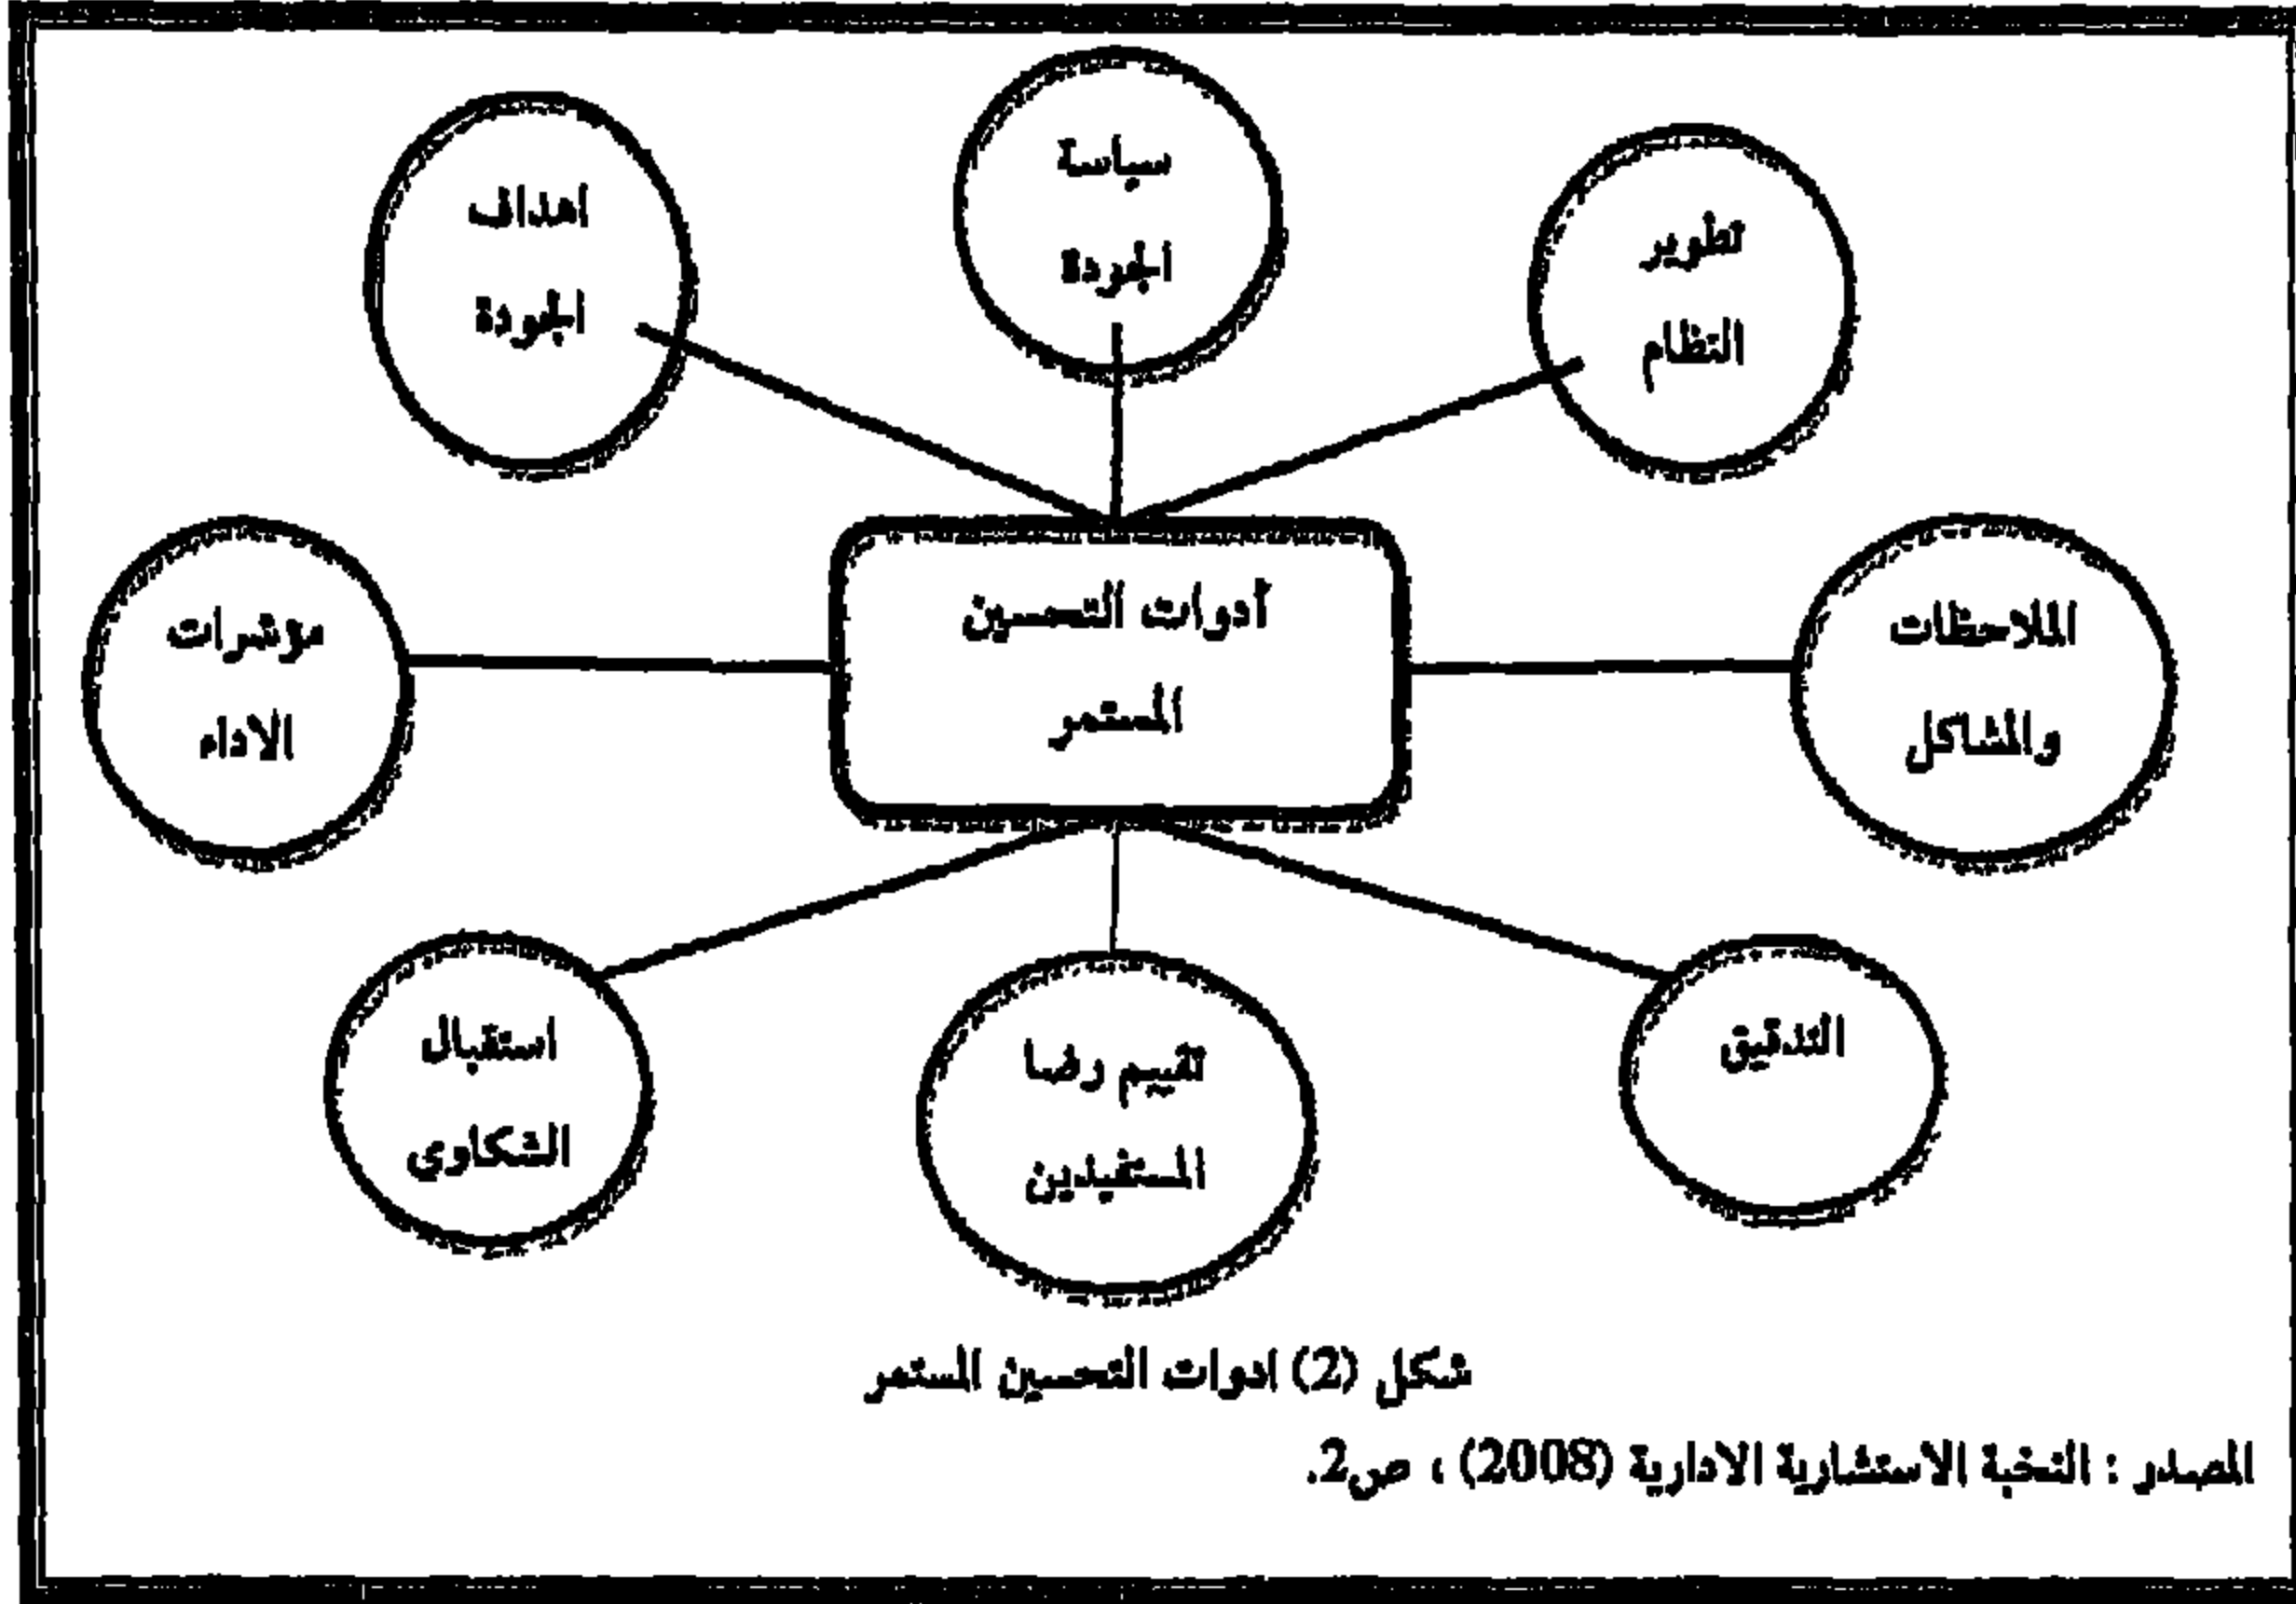 سياسة
الجودة
تطوير
النظام
اهداف
الجودة
أدوات التحسين
المستمر
الملاحظات
والمشاكل
مؤشرات
الاداء
التدقيق
تقييم رضا
المستفيدين
استقبال
الشكاوي
شكل (2) ادوات التحسين المستمر
المصدر : النخبة الاستشارية الادارية (2008) ، ص2.